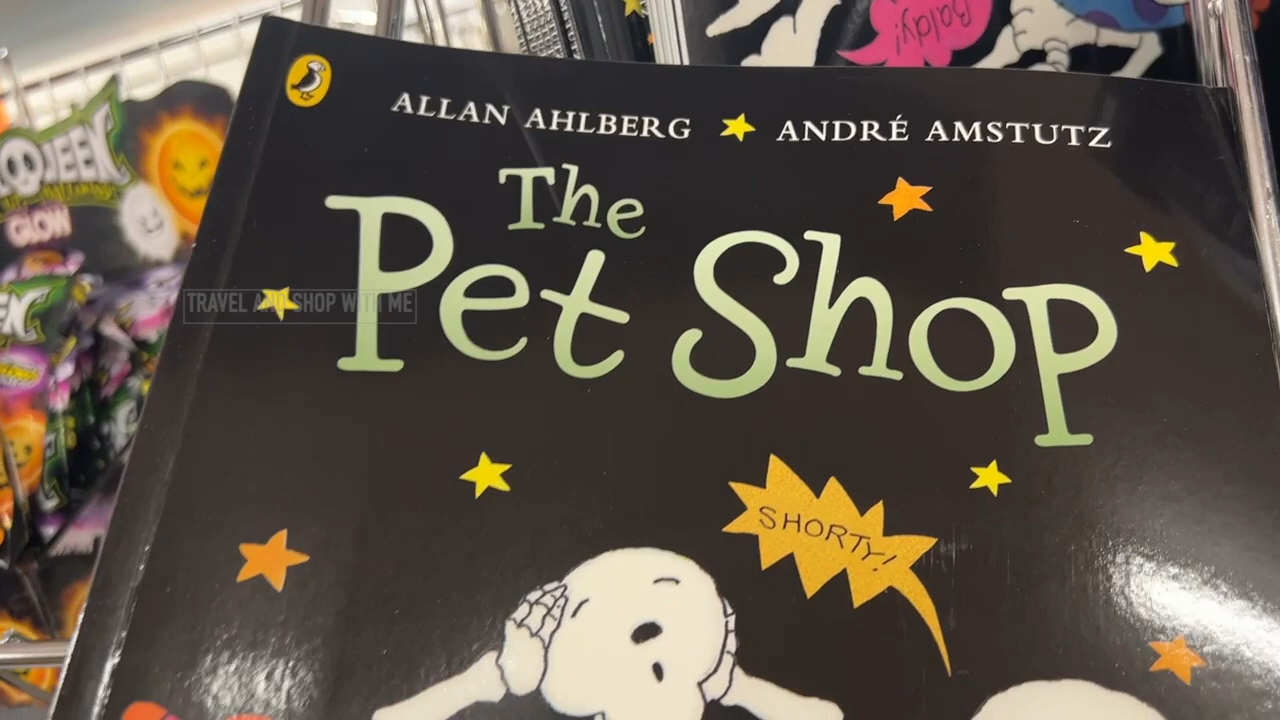 Baldy!
ALLAN AHLBERG ANDRÉ AMSTUTZ
The
Pet Shop
TRAVEL AND SHOP WITH ME
SHORTY!
GLOW